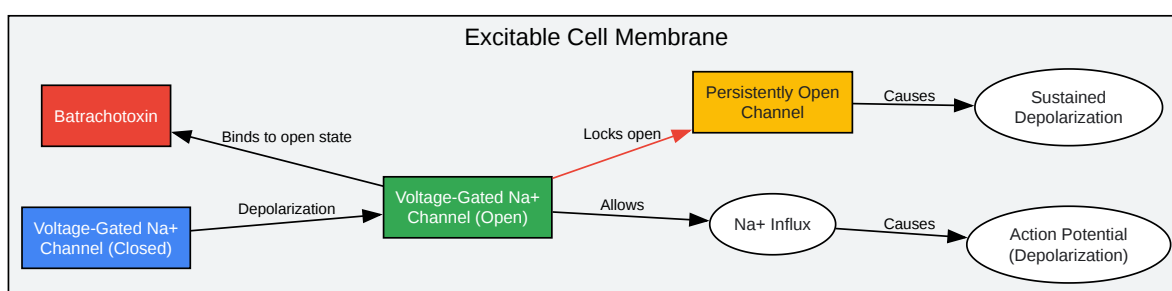 Excitable Cell Membrane
Batrachotoxin
Binds to open state
Voltage-Gated Na+
Channel (Closed)
Depolarization
Voltage-Gated Na+
Channel (Open)
Locks open
Persistently Open
Channel
Causes
Sustained
Depolarization
Allows
Na+ Influx
Causes
Action Potential
(Depolarization)